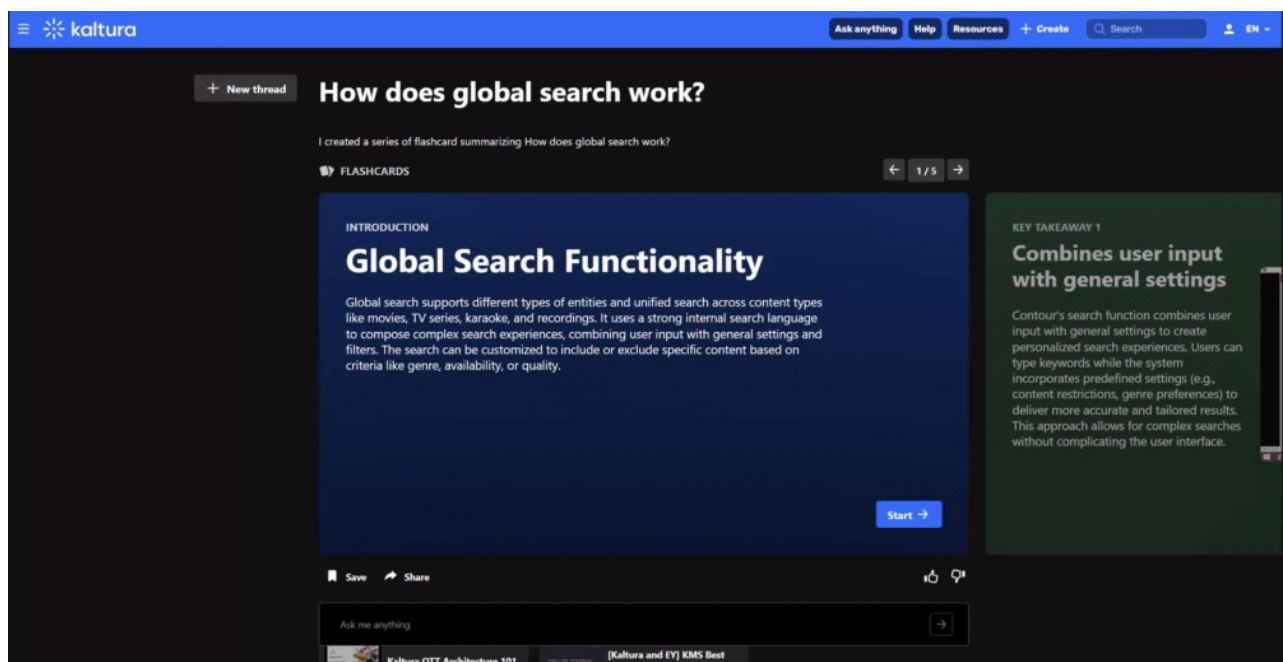 kaltura
Ask anything
Help
Resources
+ Create
Search
EN
+ New thread
How does global search work?
I created a series of flashcard summarizing How does global search work?
FLASHCARDS
1/5
INTRODUCTION
Global Search Functionality
Global search supports different types of entities and unified search across content types
like movies, TV series, karaoke, and recordings. It uses a strong internal search language
to compose complex search experiences, combining user input with general settings and
filters. The search can be customized to include or exclude specific content based on
criteria like genre, availability, or quality.
Start →
KEY TAKEAWAY 1
Combines user input
with general settings
Contour's search function combines user
input with general settings to create
personalized search experiences. Users can
type keywords while the system
incorporates predefined settings (e.g.,
content restrictions, genre preferences) to
deliver more accurate and tailored results.
This approach allows for complex searches
without complicating the user interface.
Save
Share
Ask me anything
Kaltura OTT Architecture 101
[Kaltura and EY] KMS Best